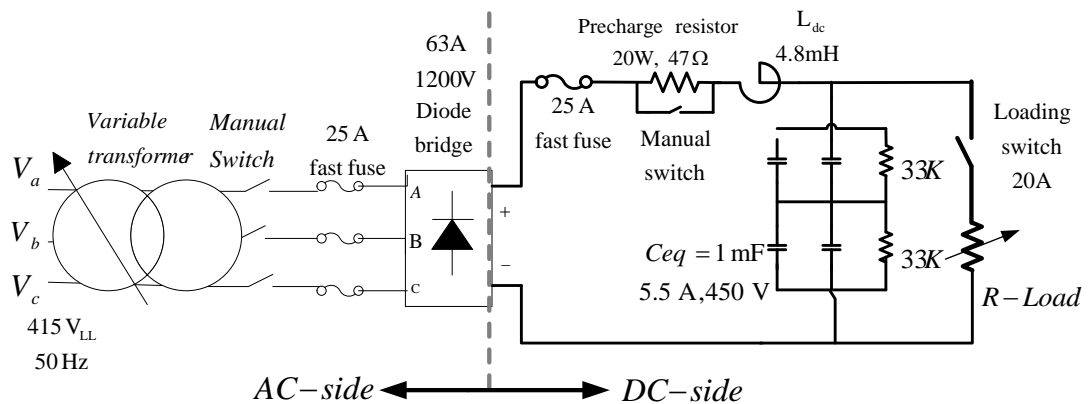 Variable
transformer
Manual
Switch
25 A
fast fuse
63A
1200V
Diode
bridge
Precharge resistor
20W, 47Ω
L_dc
4.8mH
25 A
fast fuse
Manual
switch
Loading
switch
20A
V_a
V_b
V_c
415 V_LL
50 Hz
A
B
C
+
−
33K
33K
Ceq = 1 mF
5.5 A,450 V
R−Load
AC−side
DC−side